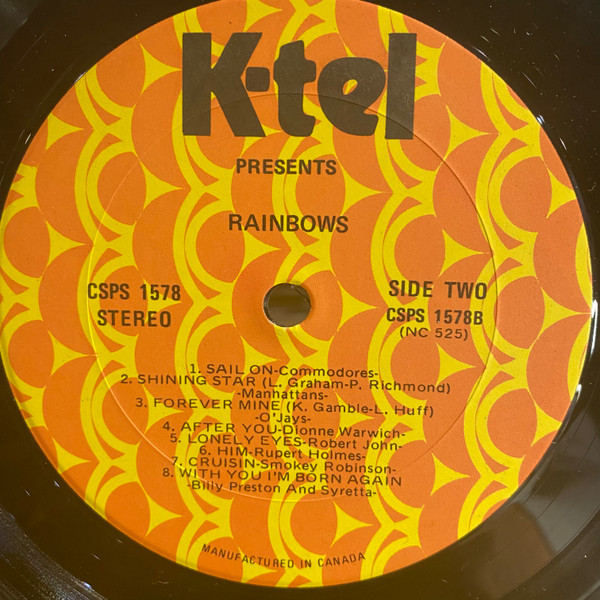 K-tel
PRESENTS
RAINBOWS
CSPS 1578
STEREO
SIDE TWO
CSPS 1578B
(NC 525)
1. SAIL ON-Commodores-
2. SHINING STAR (L. Graham-P. Richmond)
-Manhattans-
3. FOREVER MINE (K. Gamble-L. Huff)
-O'Jays-
4. AFTER YOU-Dionne Warwich-
5. LONELY EYES-Robert John-
6. HIM-Rupert Holmes-
7. CRUISIN-Smokey Robinson-
8. WITH YOU I'M BORN AGAIN
-Billy Preston And Syretta-
MANUFACTURED IN CANADA